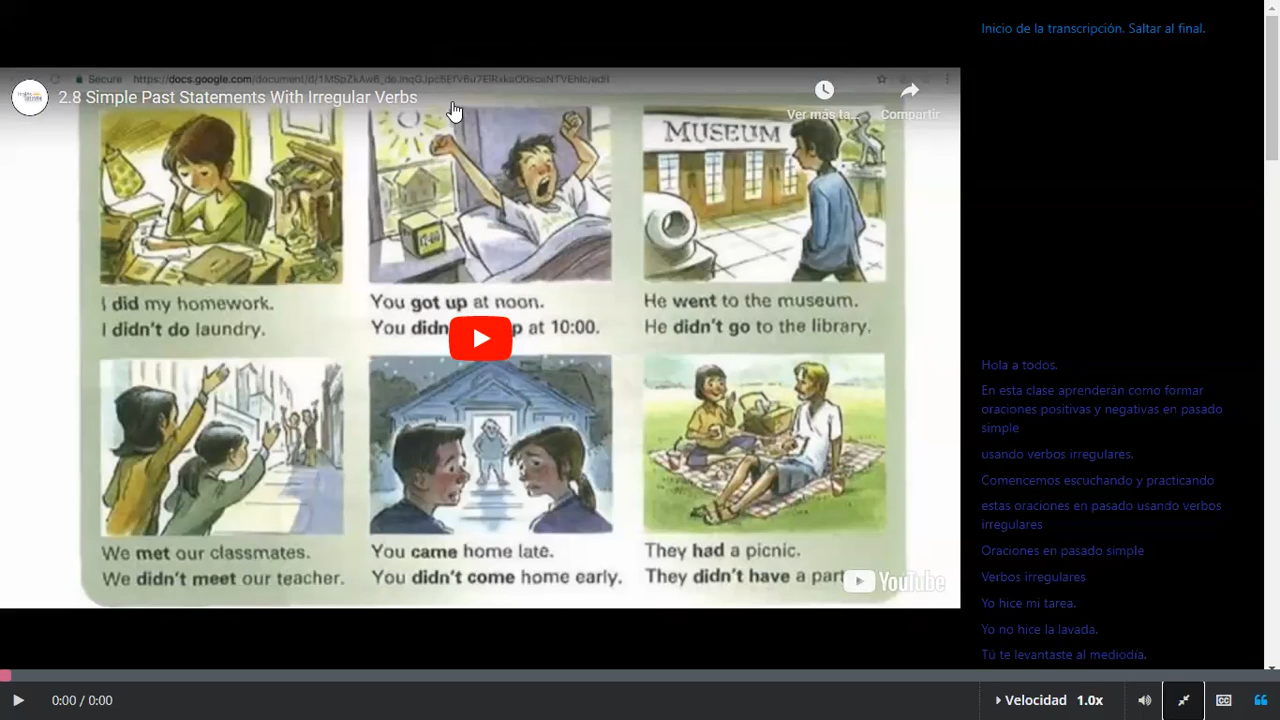 Inicio de la transcripción. Saltar al final.
Secure
2.8 Simple Past Statements With Irregular Verbs
Ver más ta...
Compartir
MUSEUM
I did my homework.
I didn't do laundry.
You got up at noon.
You didn p at 10:00.
He went to the museum.
He didn't go to the library.
We met our classmates.
We didn't meet our teacher.
You came home late.
You didn't come home early.
They had a picnic.
They didn't have a part
YouTube
Hola a todos.
En esta clase aprenderán como formar
oraciones positivas y negativas en pasado
simple
usando verbos irregulares.
Comencemos escuchando y practicando
estas oraciones en pasado usando verbos
irregulares
Oraciones en pasado simple
Verbos irregulares
Yo hice mi tarea.
Yo no hice la lavada.
Tú te levantaste al mediodía.
0:00 / 0:00
Velocidad 1.0x
CC